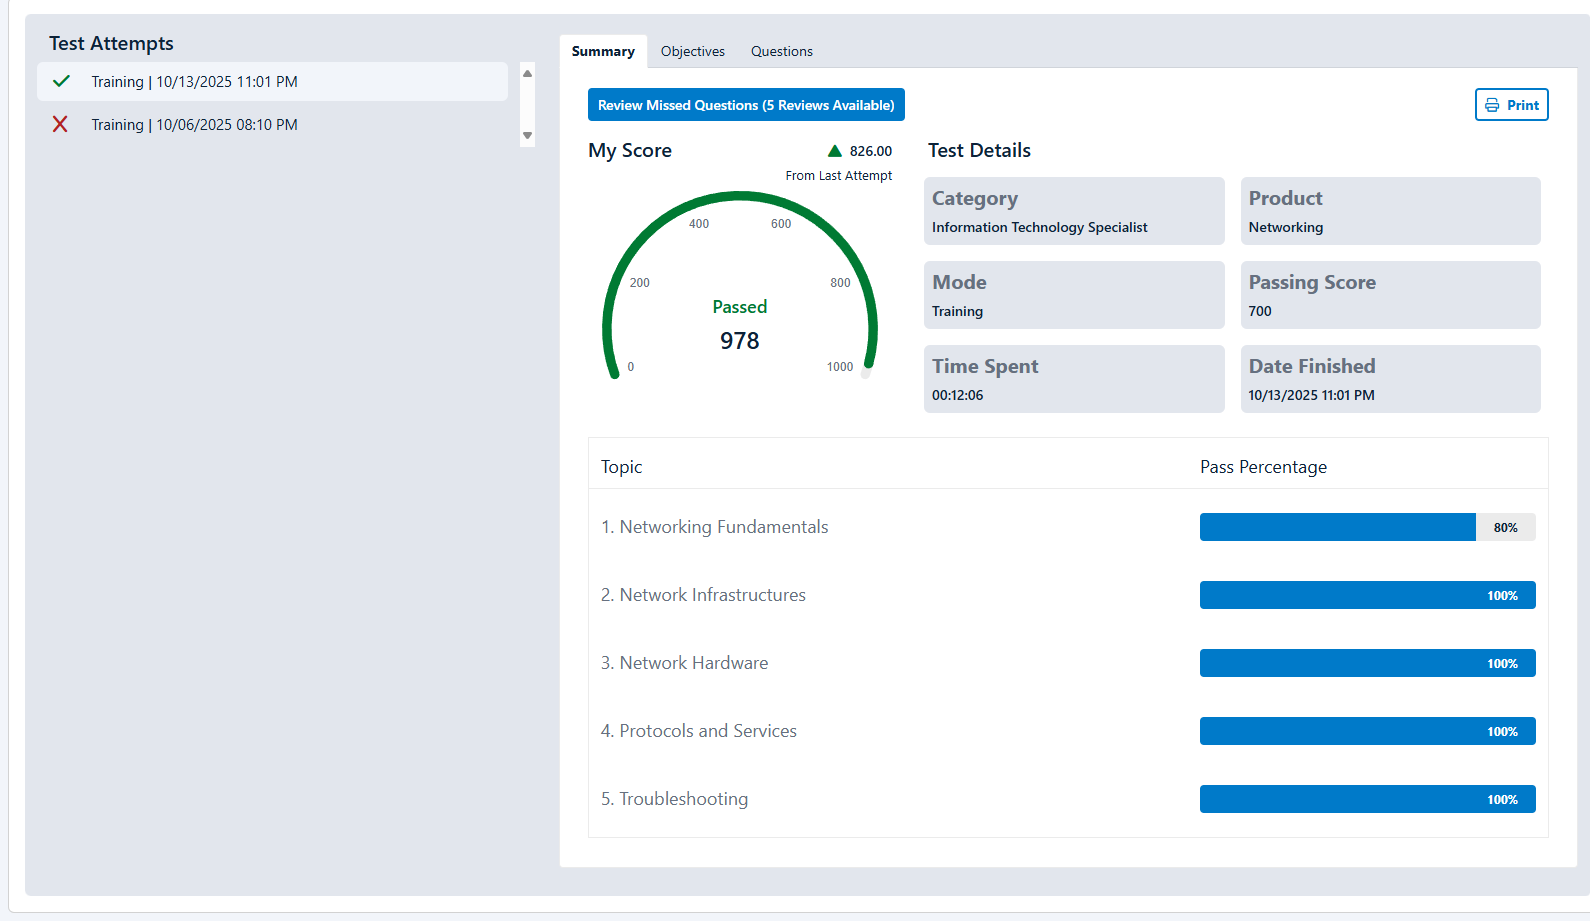 Test Attempts
Training | 10/13/2025 11:01 PM
Training | 10/06/2025 08:10 PM
Summary
Objectives
Questions
Review Missed Questions (5 Reviews Available)
Print
My Score
826.00
From Last Attempt
0
200
400
600
800
1000
Passed
978
Test Details
Category
Information Technology Specialist
Product
Networking
Mode
Training
Passing Score
700
Time Spent
00:12:06
Date Finished
10/13/2025 11:01 PM
Topic
Pass Percentage
1. Networking Fundamentals
80%
2. Network Infrastructures
100%
3. Network Hardware
100%
4. Protocols and Services
100%
5. Troubleshooting
100%